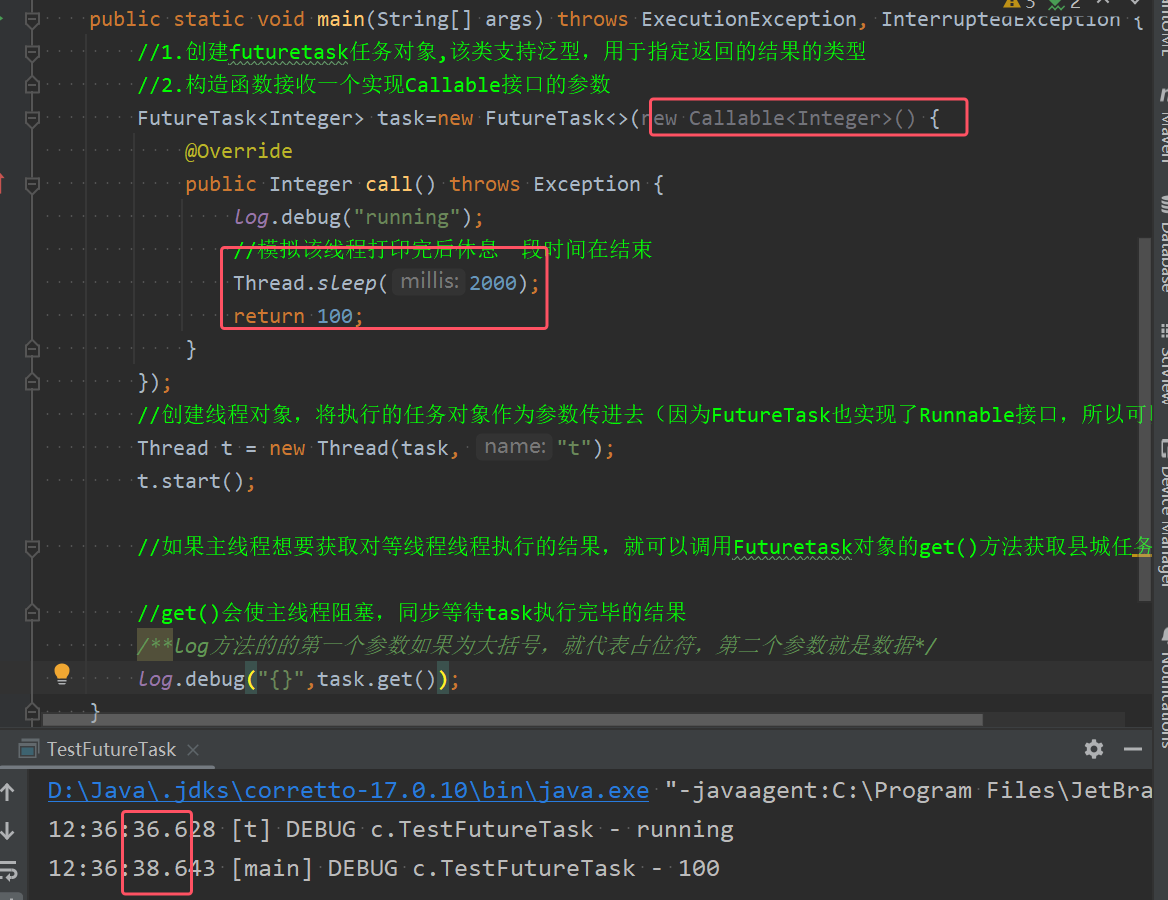 public static void main(String[] args) throws ExecutionException, InterruptedException {
3 2
//1.创建futuretask任务对象,该类支持泛型，用于指定返回的结果的类型
//2.构造函数接收一个实现Callable接口的参数
FutureTask<Integer> task=new FutureTask<>(new Callable<Integer>() {
@Override
public Integer call() throws Exception {
log.debug("running");
//模拟该线程打印完后休息一段时间在结束
Thread.sleep( millis: 2000);
return 100;
}
});
//创建线程对象，将执行的任务对象作为参数传进去（因为FutureTask也实现了Runnable接口，所以可
Thread t = new Thread(task, name: "t");
t.start();
//如果主线程想要获取对等线程线程执行的结果，就可以调用Futuretask对象的get()方法获取县城任务
//get()会使主线程阻塞，同步等待task执行完毕的结果
/**log方法的的第一个参数如果为大括号，就代表占位符，第二个参数就是数据*/
log.debug("{}",task.get());
}
Maven
Database
SciView
Device Manager
Notifications
TestFutureTask
D:\Java\.jdks\corretto-17.0.10\bin\java.exe "-javaagent:C:\Program Files\JetBra
12:36:36.628 [t] DEBUG c.TestFutureTask - running
12:36:38.643 [main] DEBUG c.TestFutureTask - 100